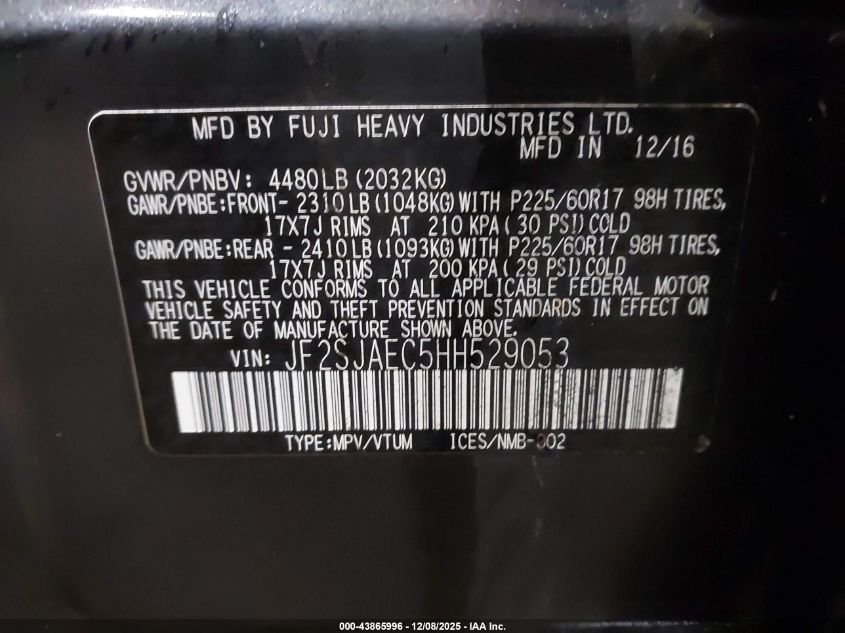 MFD BY FUJI HEAVY INDUSTRIES LTD.
MFD IN 12/16
GVWR/PNBV: 4480LB(2032KG)
GAWR/PNBE:FRONT- 2310LB(1048KG)WITH P225/60R17 98H TIRES,
17X7J RIMS AT 210 KPA(30 PSI)COLD
GAWR/PNBE:REAR - 2410LB(1093KG)WITH P225/60R17 98H TIRES,
17X7J RIMS AT 200 KPA(29 PSI)COLD
THIS VEHICLE CONFORMS TO ALL APPLICABLE FEDERAL MOTOR
VEHICLE SAFETY AND THEFT PREVENTION STANDARDS IN EFFECT ON
THE DATE OF MANUFACTURE SHOWN ABOVE.
VIN: JF2SJAEC5HH529053
TYPE:MPV/VTUM ICES/NMB-002
000-43865996 - 12/08/2025 - IAA Inc.